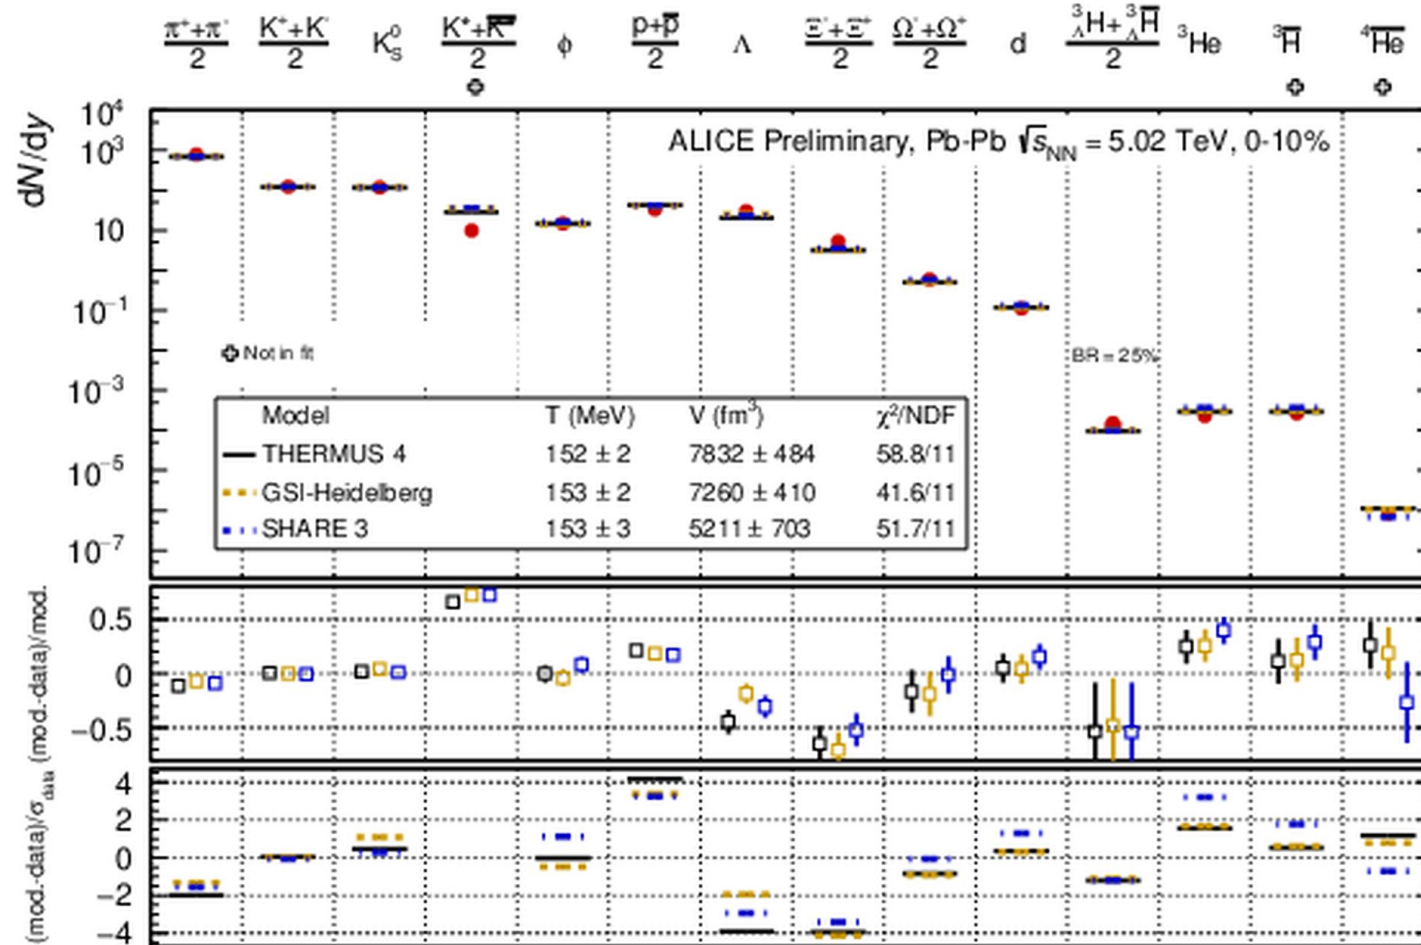 π⁺+π⁻ K⁺+K⁻ K*+K̅* p+p̅ Ξ⁻+Ξ⁺ Ω⁻+Ω⁺ ³ΛH+³ΛH̅
2 2 K⁰S 2 ϕ 2 Λ 2 2 d 2 ³He ³H̅ ⁴H̅e̅
dN/dy
10⁴
10³
10
10⁻¹
10⁻³
10⁻⁵
10⁻⁷
ALICE Preliminary, Pb-Pb √sNN = 5.02 TeV, 0-10%
Not in fit
BR = 25%
Model T (MeV) V (fm³) χ²/NDF
THERMUS 4 152 ± 2 7832 ± 484 58.8/11
GSI-Heidelberg 153 ± 2 7260 ± 410 41.6/11
SHARE 3 153 ± 3 5211 ± 703 51.7/11
(mod.-data)/mod.
0.5
0
−0.5
(mod.-data)/σdata
4
2
0
−2
−4